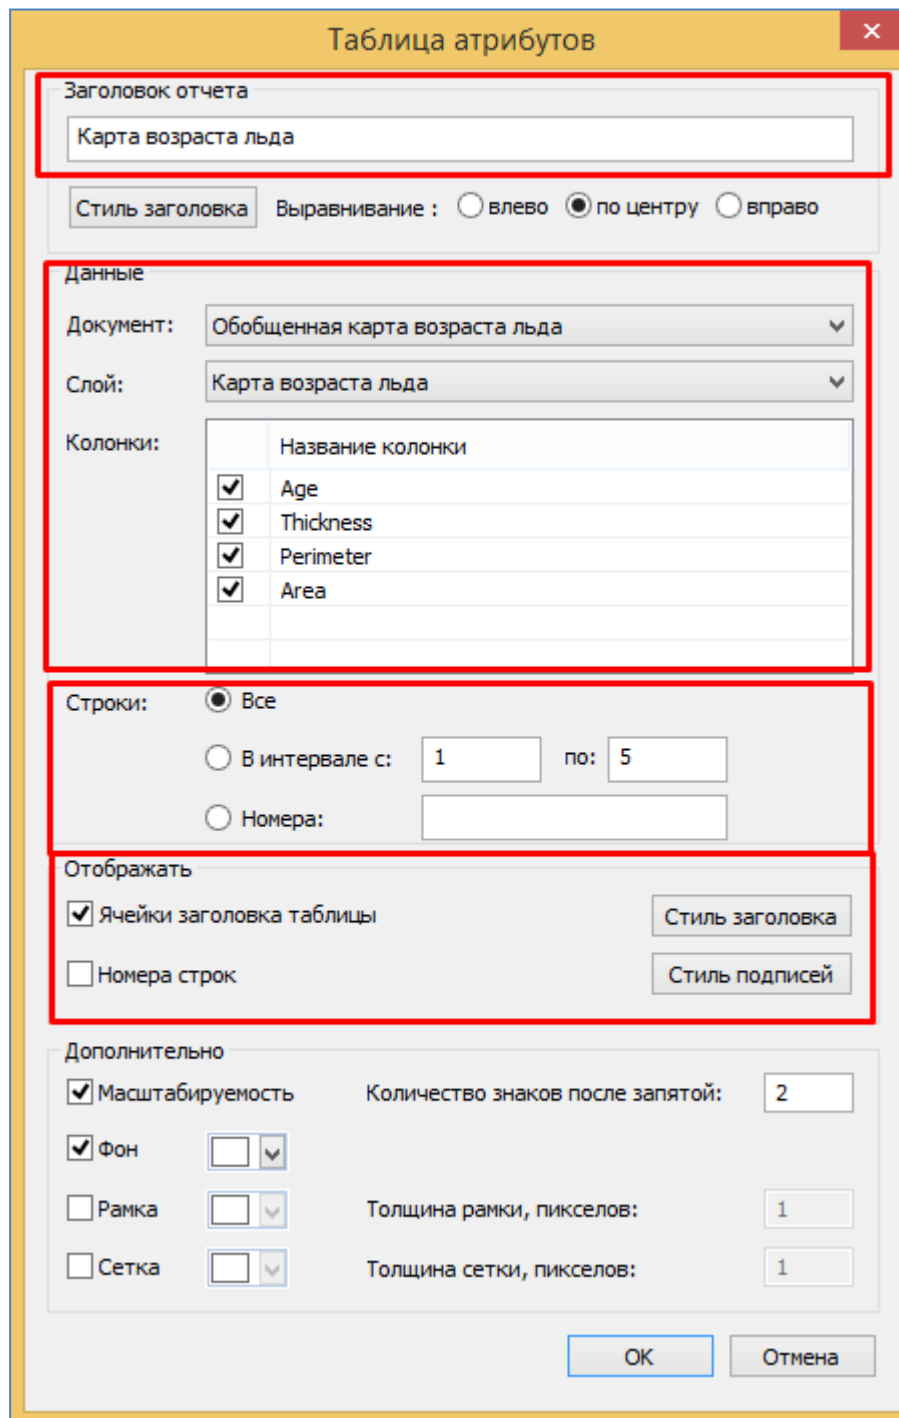 Таблица атрибутов
Заголовок отчета
Карта возраста льда
Стиль заголовка Выравнивание : влево по центру вправо
Данные
Документ: Обобщенная карта возраста льда
Слой: Карта возраста льда
Колонки: Название колонки
Age
Thickness
Perimeter
Area
Строки: Все
В интервале с: 1 по: 5
Номера:
Отображать
Ячейки заголовка таблицы Стиль заголовка
Номера строк Стиль подписей
Дополнительно
Масштабируемость Количество знаков после запятой: 2
Фон
Рамка Толщина рамки, пикселов: 1
Сетка Толщина сетки, пикселов: 1
OK Отмена